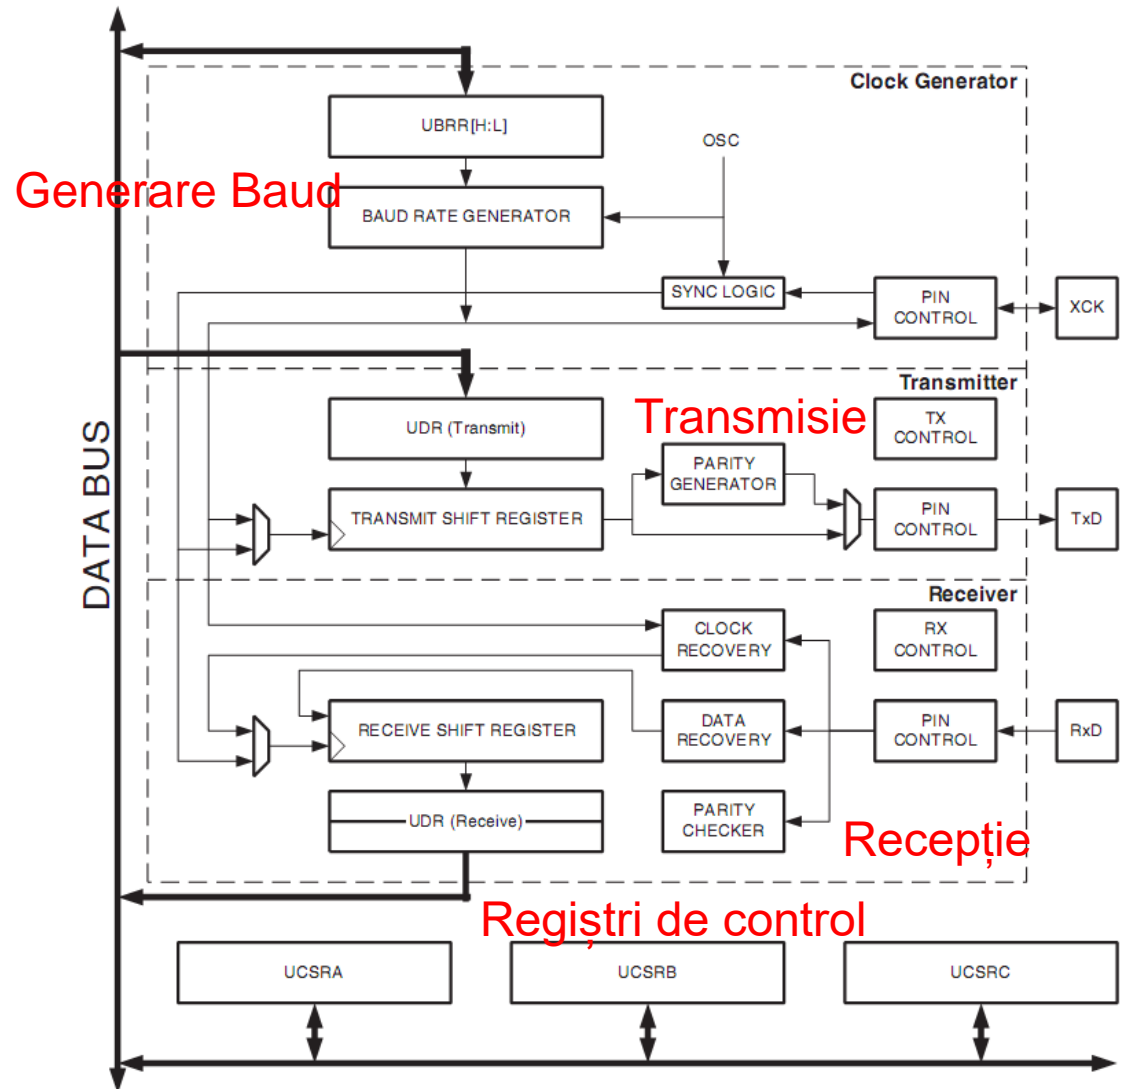 Clock Generator
UBRR[H:L]
OSC
Generare Baud
BAUD RATE GENERATOR
SYNC LOGIC
PIN
CONTROL
XCK
DATA BUS
Transmitter
UDR (Transmit)
Transmisie
TX
CONTROL
PARITY
GENERATOR
TRANSMIT SHIFT REGISTER
PIN
CONTROL
TxD
Receiver
CLOCK
RECOVERY
RX
CONTROL
RECEIVE SHIFT REGISTER
DATA
RECOVERY
PIN
CONTROL
RxD
UDR (Receive)
PARITY
CHECKER
Recepție
Regiștri de control
UCSRA
UCSRB
UCSRC